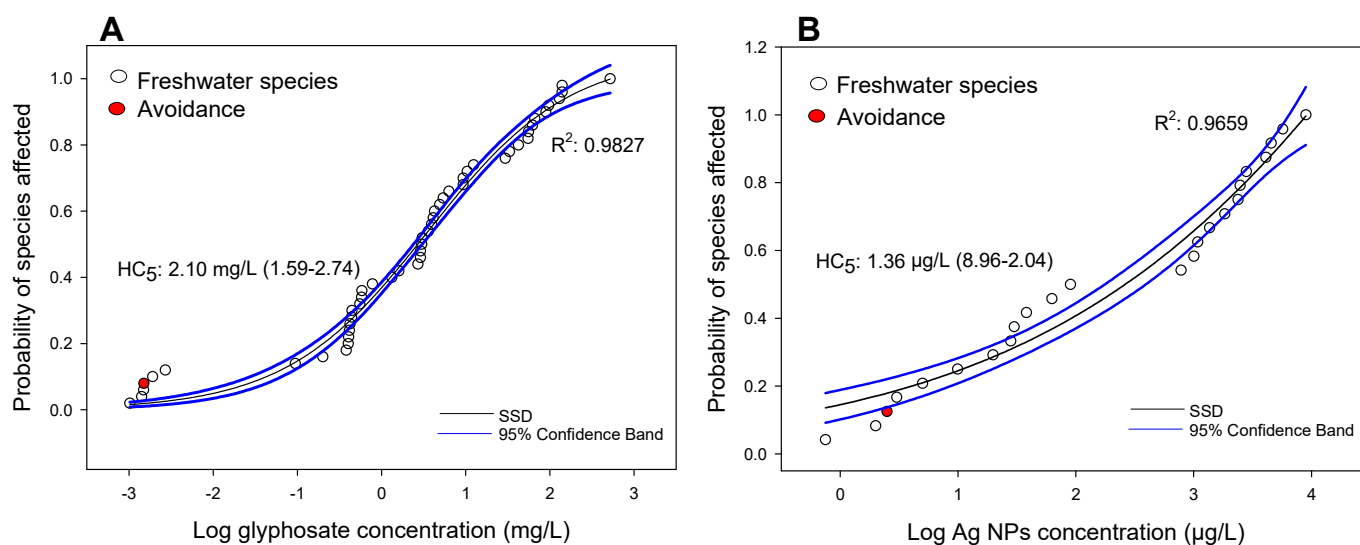 A
Freshwater species
Avoidance
R2: 0.9827
HC5: 2.10 mg/L (1.59-2.74)
SSD
95% Confidence Band
Probability of species affected
1.0
0.8
0.6
0.4
0.2
0.0
-3 -2 -1 0 1 2 3
Log glyphosate concentration (mg/L)
B
Freshwater species
Avoidance
R2: 0.9659
HC5: 1.36 µg/L (8.96-2.04)
SSD
95% Confidence Band
Probability of species affected
1.2
1.0
0.8
0.6
0.4
0.2
0.0
0 1 2 3 4
Log Ag NPs concentration (µg/L)